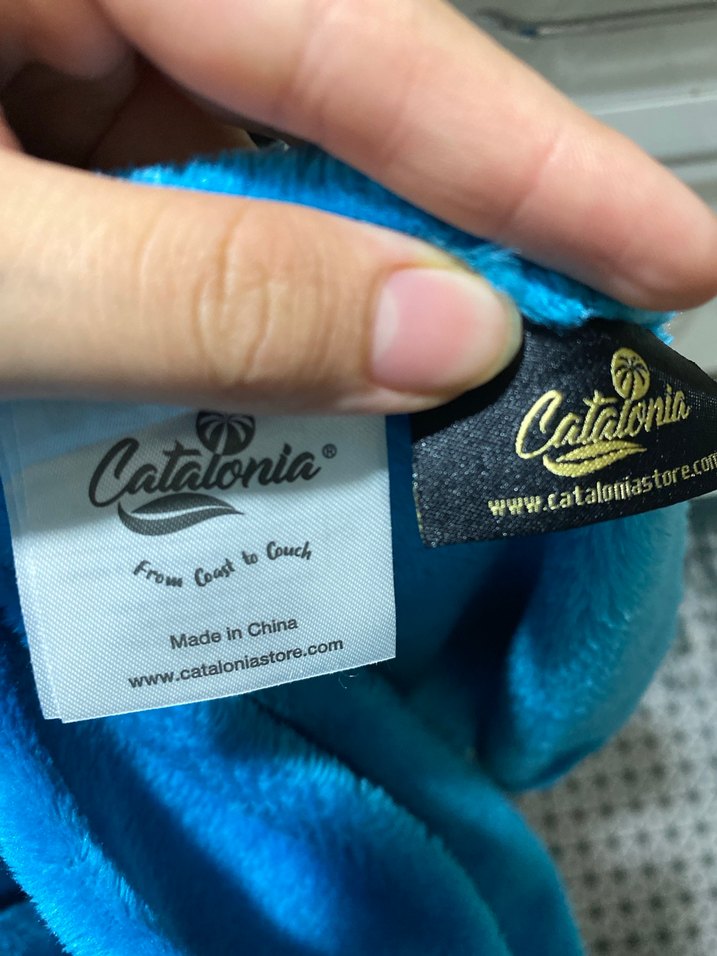 Catalonia®
From Coast to Couch
Made in China
www.cataloniastore.com
Catalonia
www.cataloniastore.com